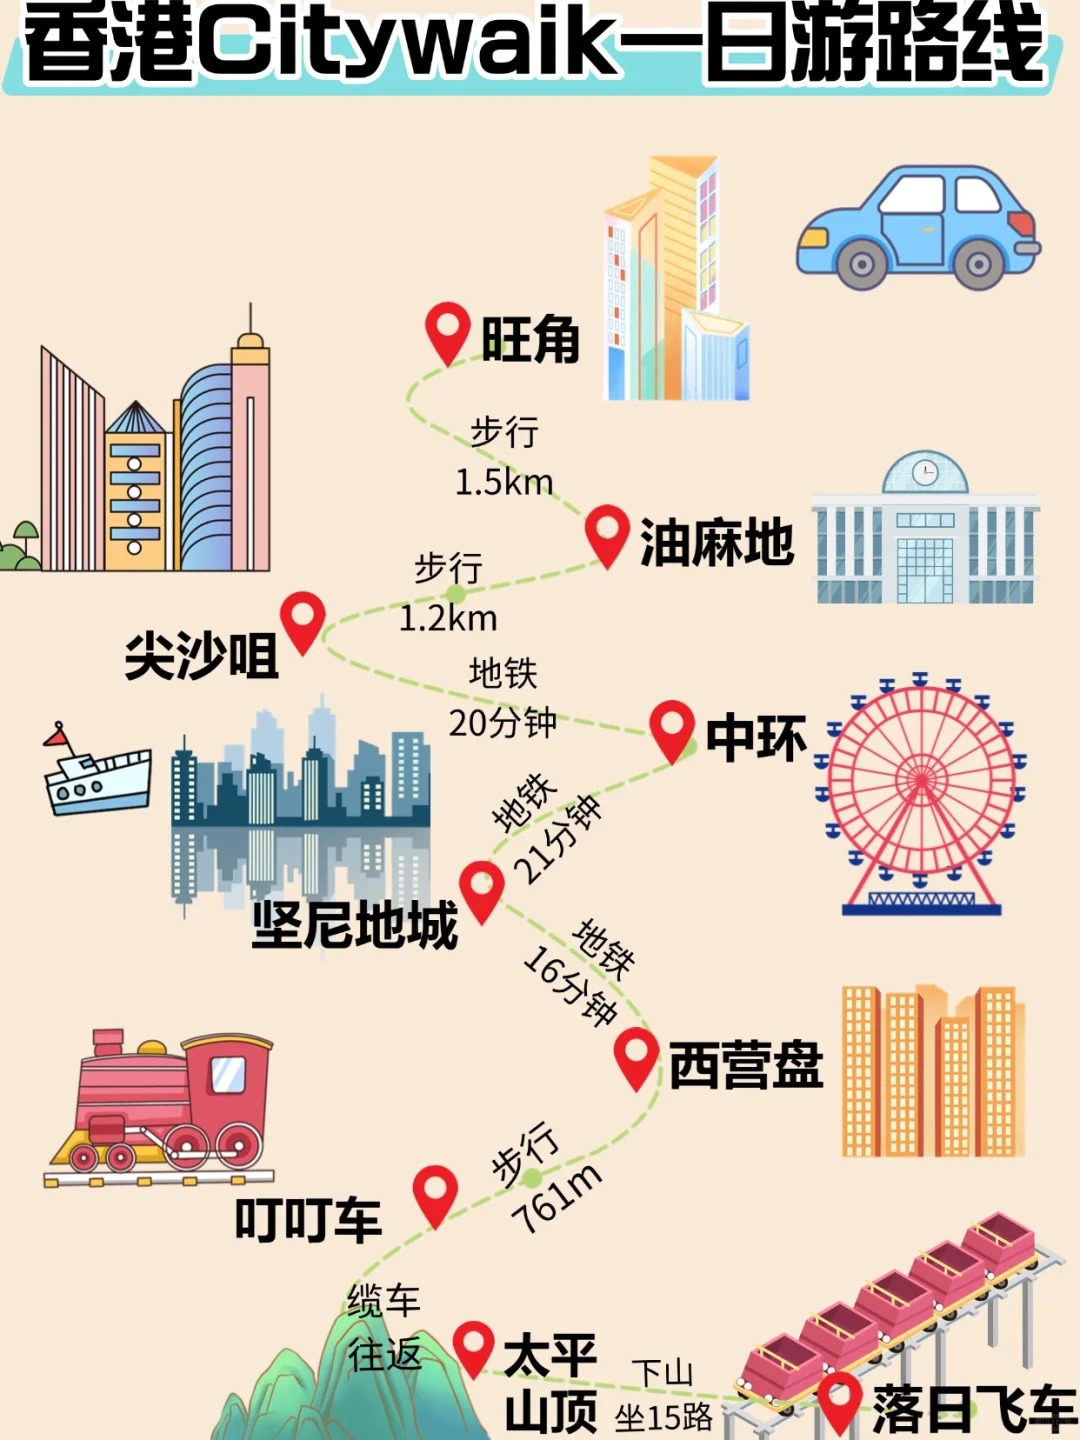 香港Citywaik一日游路线
旺角
步行
1.5km
油麻地
步行
1.2km
尖沙咀
地铁
20分钟
中环
地铁
21分钟
坚尼地城
地铁
16分钟
西营盘
步行
761m
叮叮车
缆车
往返
太平
山顶
下山
坐15路
落日飞车